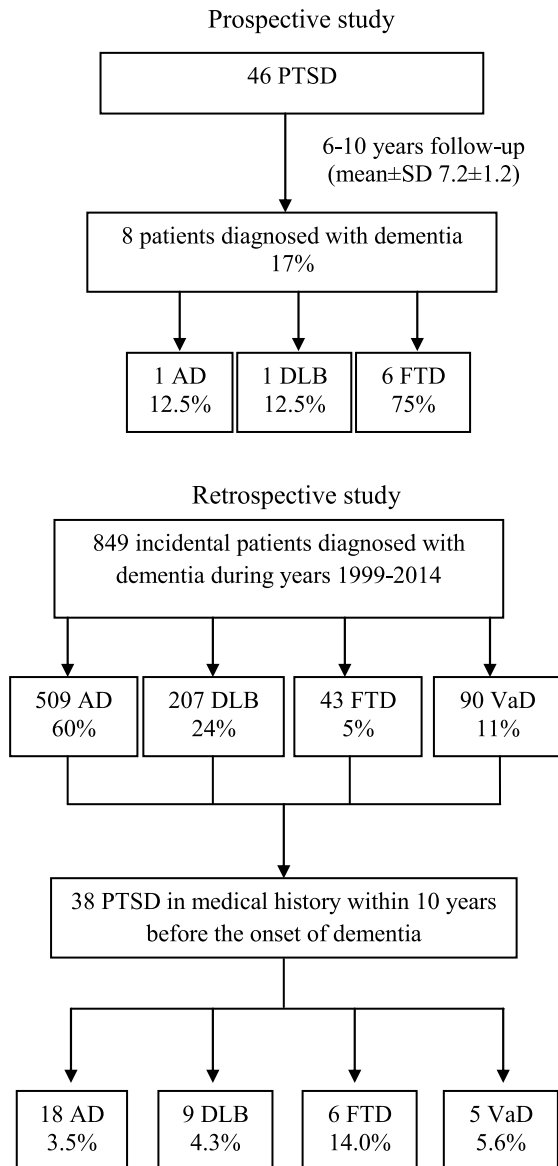 Prospective study
46 PTSD
6-10 years follow-up
(mean±SD 7.2±1.2)
8 patients diagnosed with dementia
17%
1 AD
12.5%
1 DLB
12.5%
6 FTD
75%
Retrospective study
849 incidental patients diagnosed with
dementia during years 1999-2014
509 AD
60%
207 DLB
24%
43 FTD
5%
90 VaD
11%
38 PTSD in medical history within 10 years
before the onset of dementia
18 AD
3.5%
9 DLB
4.3%
6 FTD
14.0%
5 VaD
5.6%